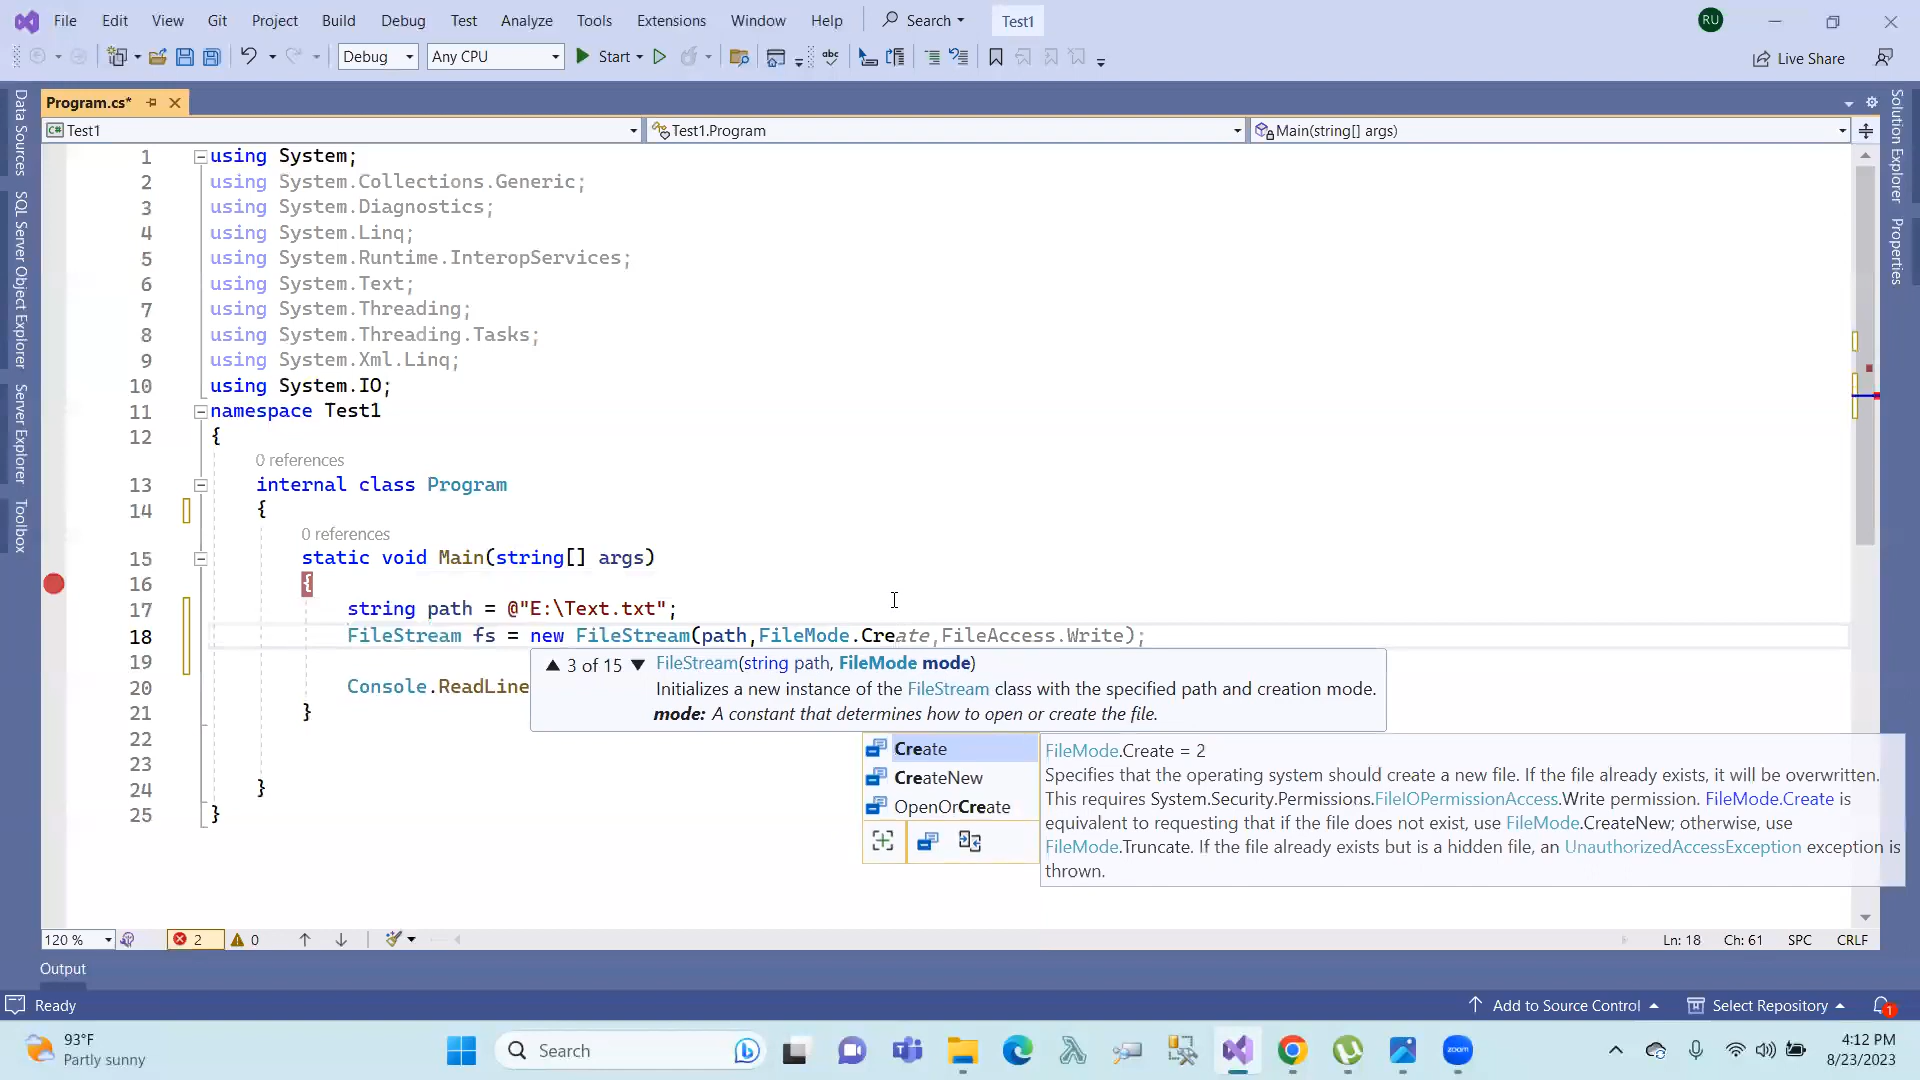 File Edit View Git Project Build Debug Test Analyze Tools Extensions Window Help Search Test1 RU
Debug Any CPU Start Live Share
Data Sources
SQL Server Object Explorer
Server Explorer
Toolbox
Program.cs*
Test1 Test1.Program Main(string[] args)
1 using System;
2 using System.Collections.Generic;
3 using System.Diagnostics;
4 using System.Linq;
5 using System.Runtime.InteropServices;
6 using System.Text;
7 using System.Threading;
8 using System.Threading.Tasks;
9 using System.Xml.Linq;
10 using System.IO;
11 namespace Test1
12 {
0 references
13 internal class Program
14 {
0 references
15 static void Main(string[] args)
16 {
17 string path = @"E:\Text.txt";
18 FileStream fs = new FileStream(path,FileMode.Create,FileAccess.Write);
19
20 Console.ReadLine
21 }
22
23
24 }
25 }
3 of 15 FileStream(string path, FileMode mode)
Initializes a new instance of the FileStream class with the specified path and creation mode.
mode: A constant that determines how to open or create the file.
Create
CreateNew
OpenOrCreate
FileMode.Create = 2
Specifies that the operating system should create a new file. If the file already exists, it will be overwritten.
This requires System.Security.Permissions.FileIOPermissionAccess.Write permission. FileMode.Create is
equivalent to requesting that if the file does not exist, use FileMode.CreateNew; otherwise, use
FileMode.Truncate. If the file already exists but is a hidden file, an UnauthorizedAccessException exception is
thrown.
Solution Explorer
Properties
120 % 2 0 Ln: 18 Ch: 61 SPC CRLF
Output
Ready Add to Source Control Select Repository 1
93°F
Partly sunny
Search
zoom
4:12 PM
8/23/2023